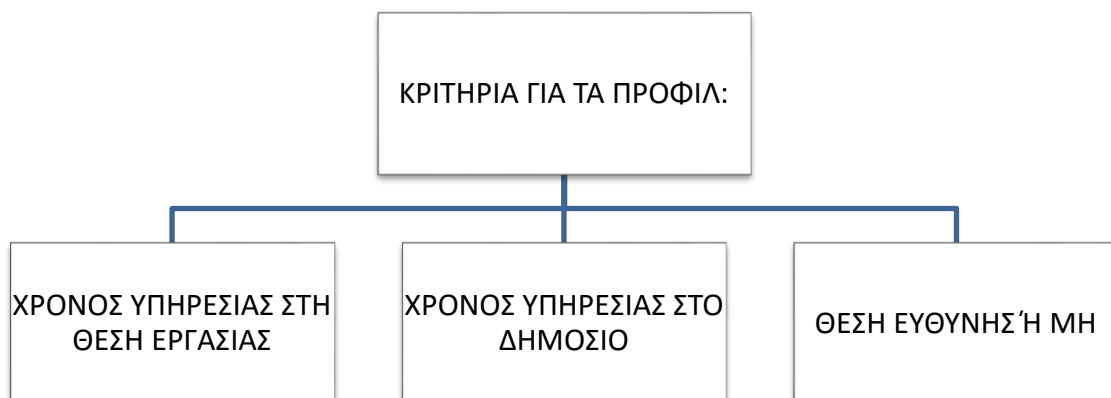 ΚΡΙΤΗΡΙΑ ΓΙΑ ΤΑ ΠΡΟΦΙΛ:
ΧΡΟΝΟΣ ΥΠΗΡΕΣΙΑΣ ΣΤΗ
ΘΕΣΗ ΕΡΓΑΣΙΑΣ
ΧΡΟΝΟΣ ΥΠΗΡΕΣΙΑΣ ΣΤΟ
ΔΗΜΟΣΙΟ
ΘΕΣΗ ΕΥΘΥΝΗΣ Ή ΜΗ